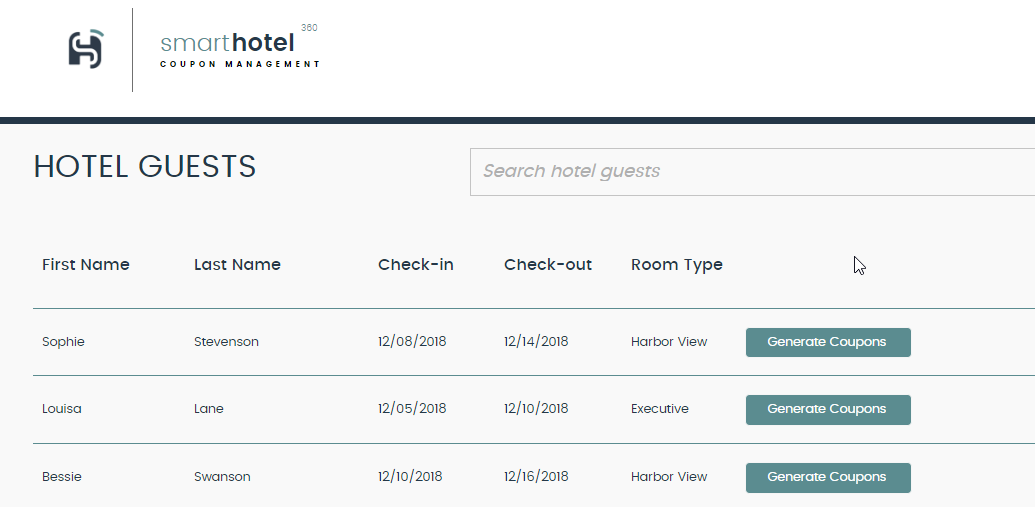 360
smarthotel
COUPON MANAGEMENT
HOTEL GUESTS Search hotel guests
First Name Last Name Check-in Check-out Room Type
Sophie Stevenson 12/08/2018 12/14/2018 Harbor View Generate Coupons
Louisa Lane 12/05/2018 12/10/2018 Executive Generate Coupons
Bessie Swanson 12/10/2018 12/16/2018 Harbor View Generate Coupons